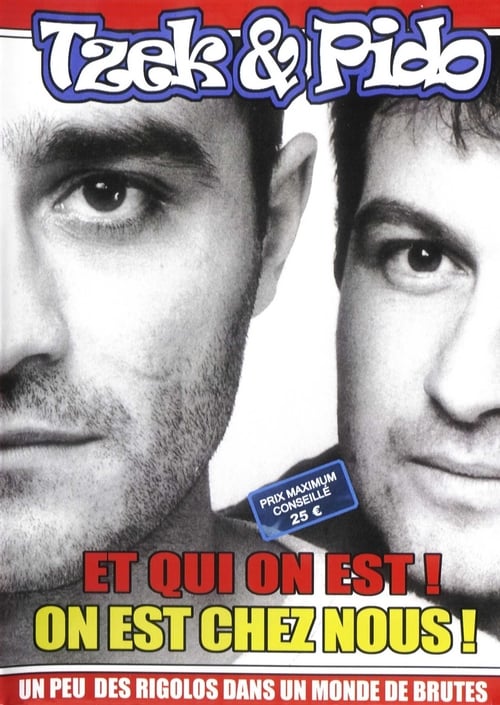 Tzek & Pido
PRIX MAXIMUM
CONSEILLÉ
25 €
ET QUI ON EST !
ON EST CHEZ NOUS !
UN PEU DES RIGOLOS DANS UN MONDE DE BRUTES